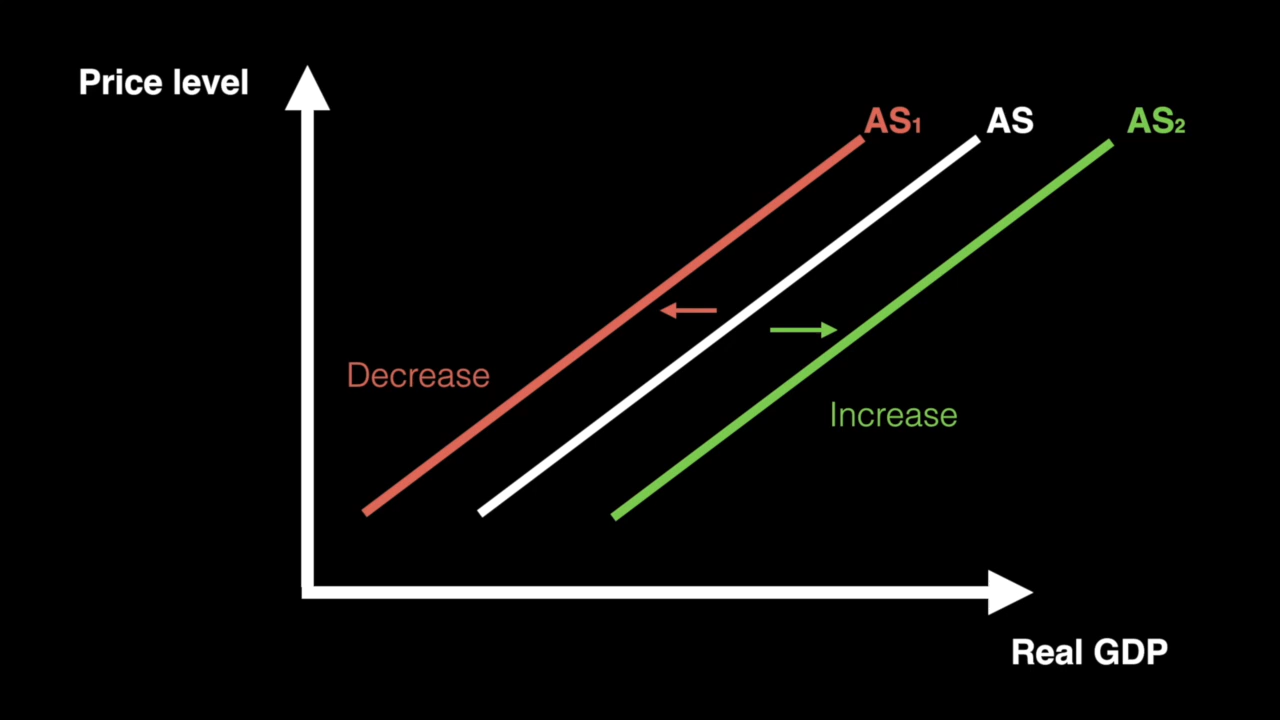 Price level
AS₁
AS
AS₂
Decrease
Increase
Real GDP